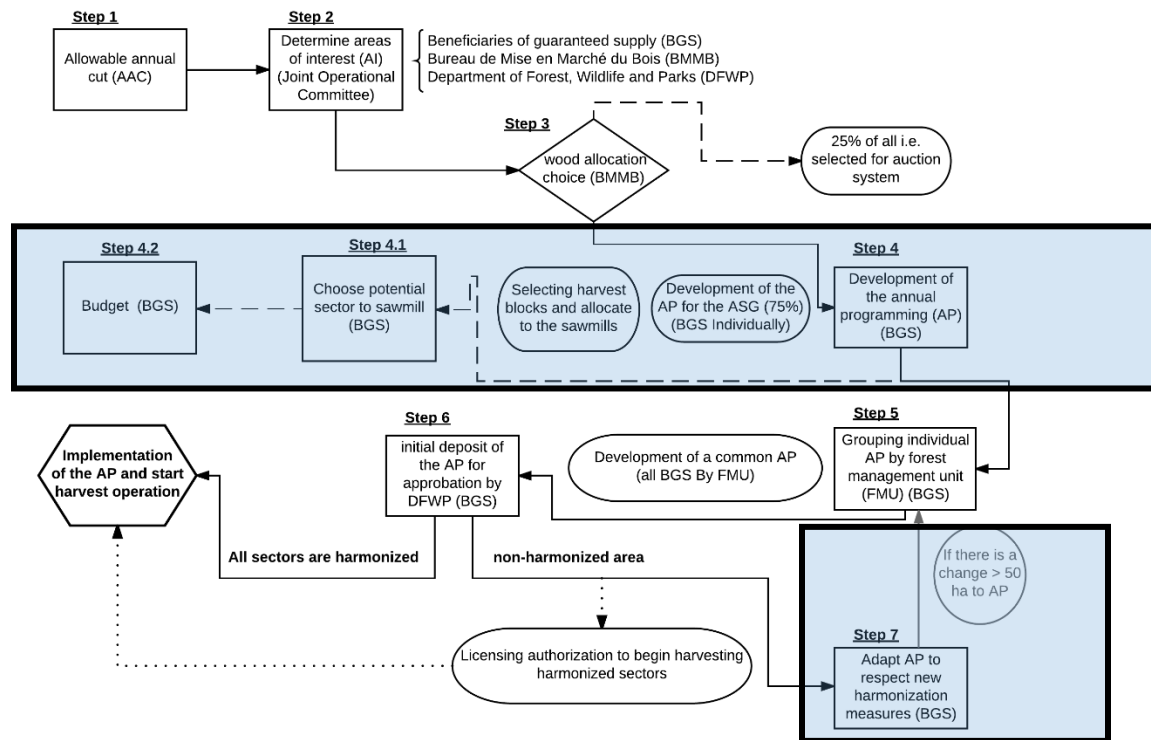 Step 1
Allowable annual
cut (AAC)
Step 2
Determine areas
of interest (AI)
(Joint Operational
Committee)
Beneficiaries of guaranteed supply (BGS)
Bureau de Mise en Marché du Bois (BMMB)
Department of Forest, Wildlife and Parks (DFWP)
Step 3
wood allocation
choice (BMMB)
25% of all i.e.
selected for auction
system
Step 4.2
Budget (BGS)
Step 4.1
Choose potential
sector to sawmill
(BGS)
Selecting harvest
blocks and allocate
to the sawmills
Development of the
AP for the ASG (75%)
(BGS Individually)
Step 4
Development of
the annual
programming (AP)
(BGS)
Implementation
of the AP and start
harvest operation
Step 6
initial deposit of
the AP for
approbation by
DFWP (BGS)
Development of a common AP
(all BGS By FMU)
Step 5
Grouping individual
AP by forest
management unit
(FMU) (BGS)
All sectors are harmonized
non-harmonized area
If there is a
change > 50
ha to AP
Licensing authorization to begin harvesting
harmonized sectors
Step 7
Adapt AP to
respect new
harmonization
measures (BGS)